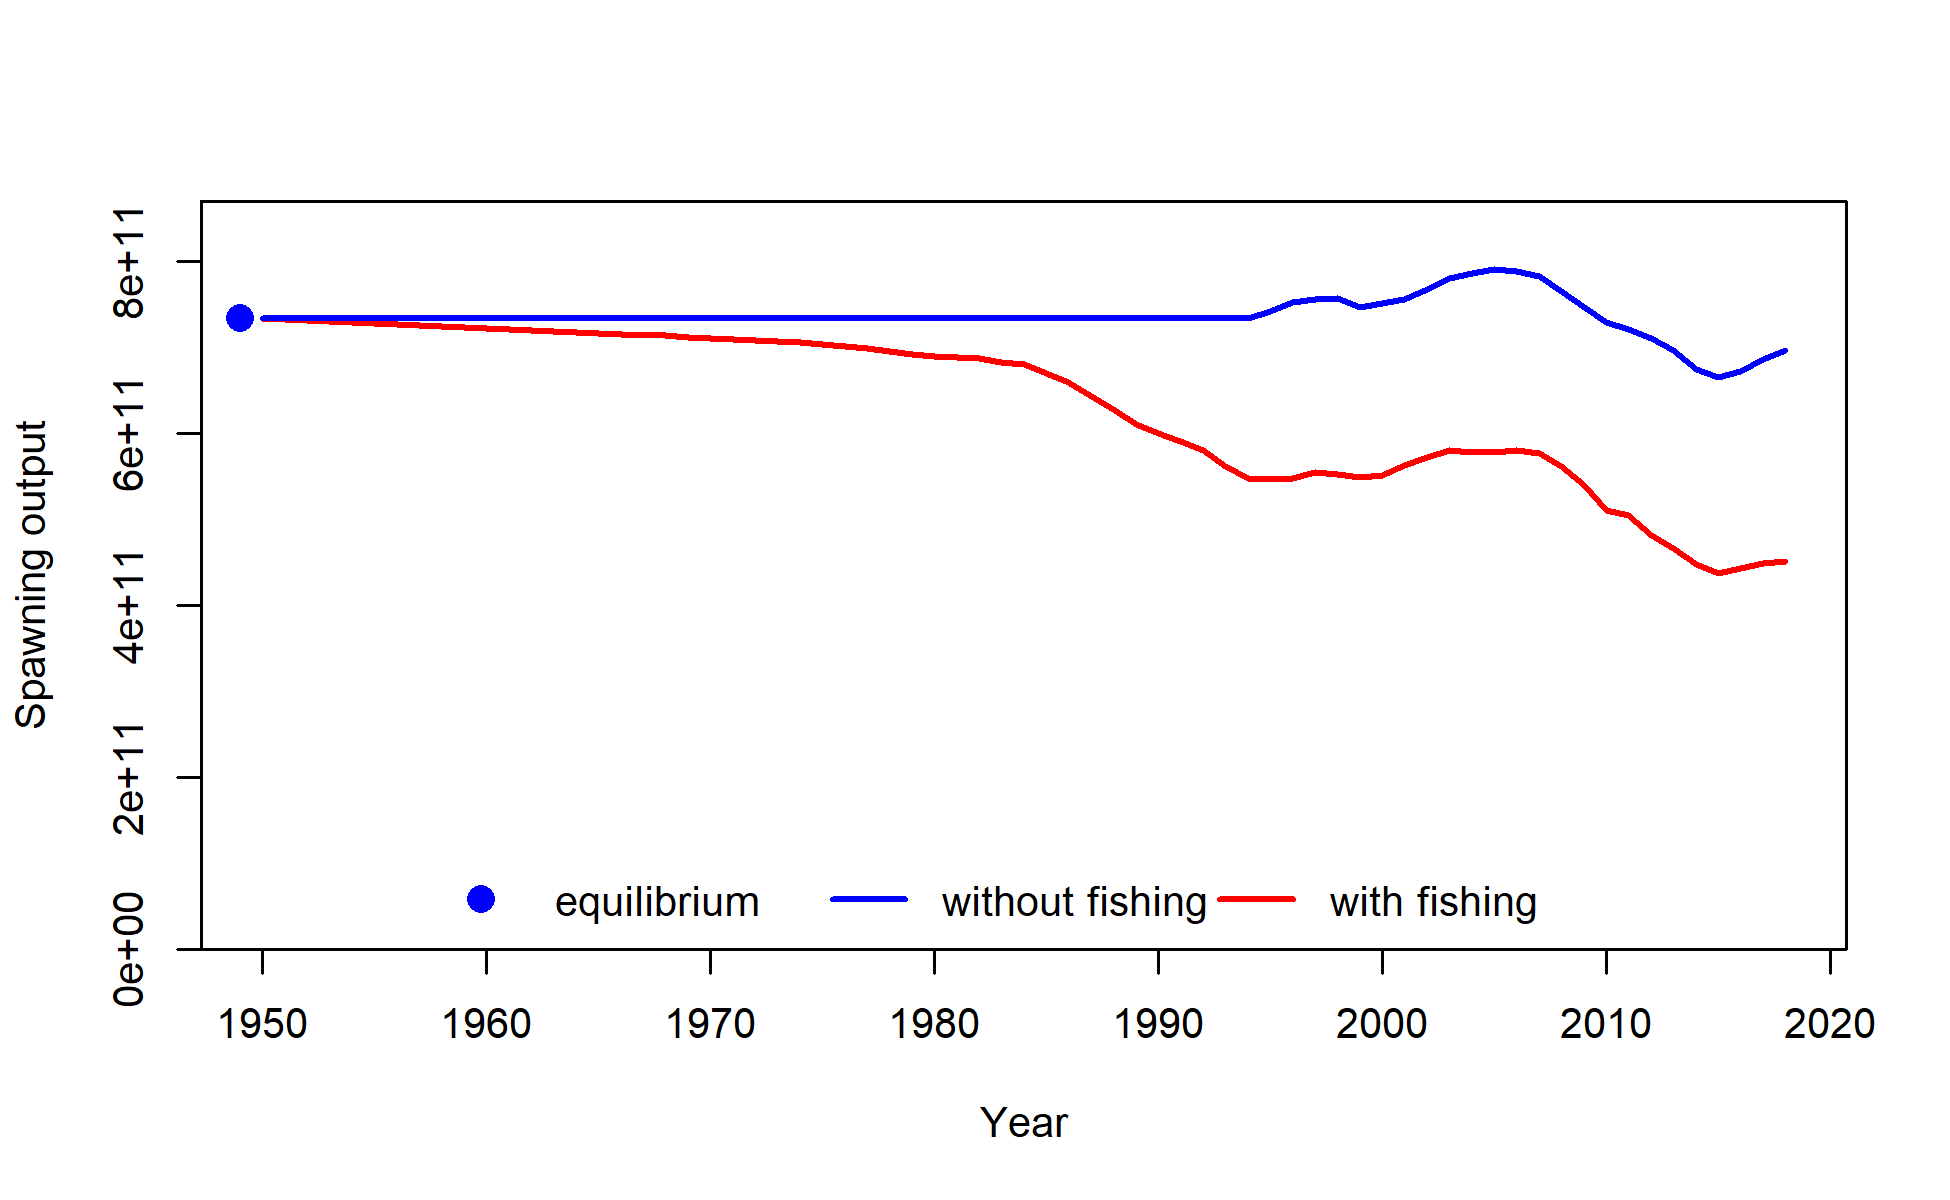 8e+11
6e+11
4e+11
2e+11
0e+00
Spawning output
equilibrium without fishing with fishing
1950 1960 1970 1980 1990 2000 2010 2020
Year